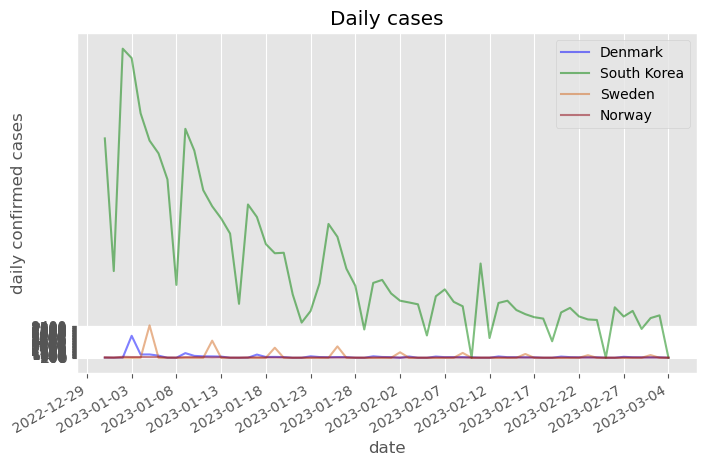 Daily cases
Denmark
South Korea
Sweden
Norway
daily confirmed cases
2022-12-29
2023-01-03
2023-01-08
2023-01-13
2023-01-18
2023-01-23
2023-01-28
2023-02-02
2023-02-07
2023-02-12
2023-02-17
2023-02-22
2023-02-27
2023-03-04
date